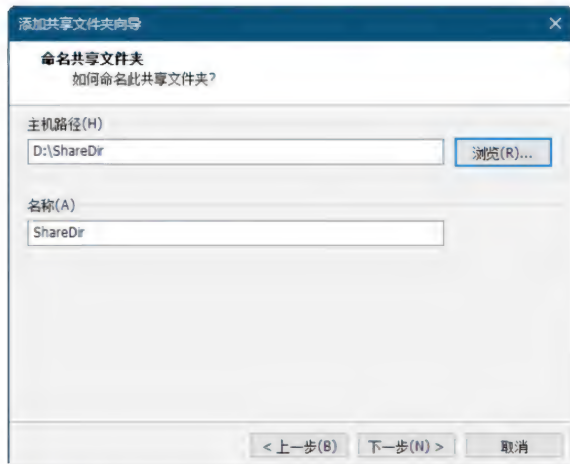 添加共享文件夹向导
命名共享文件夹
如何命名此共享文件夹?
主机路径(H)
D:\ShareDir
浏览(R)...
名称(A)
ShareDir
< 上一步(B)
下一步(N) >
取消